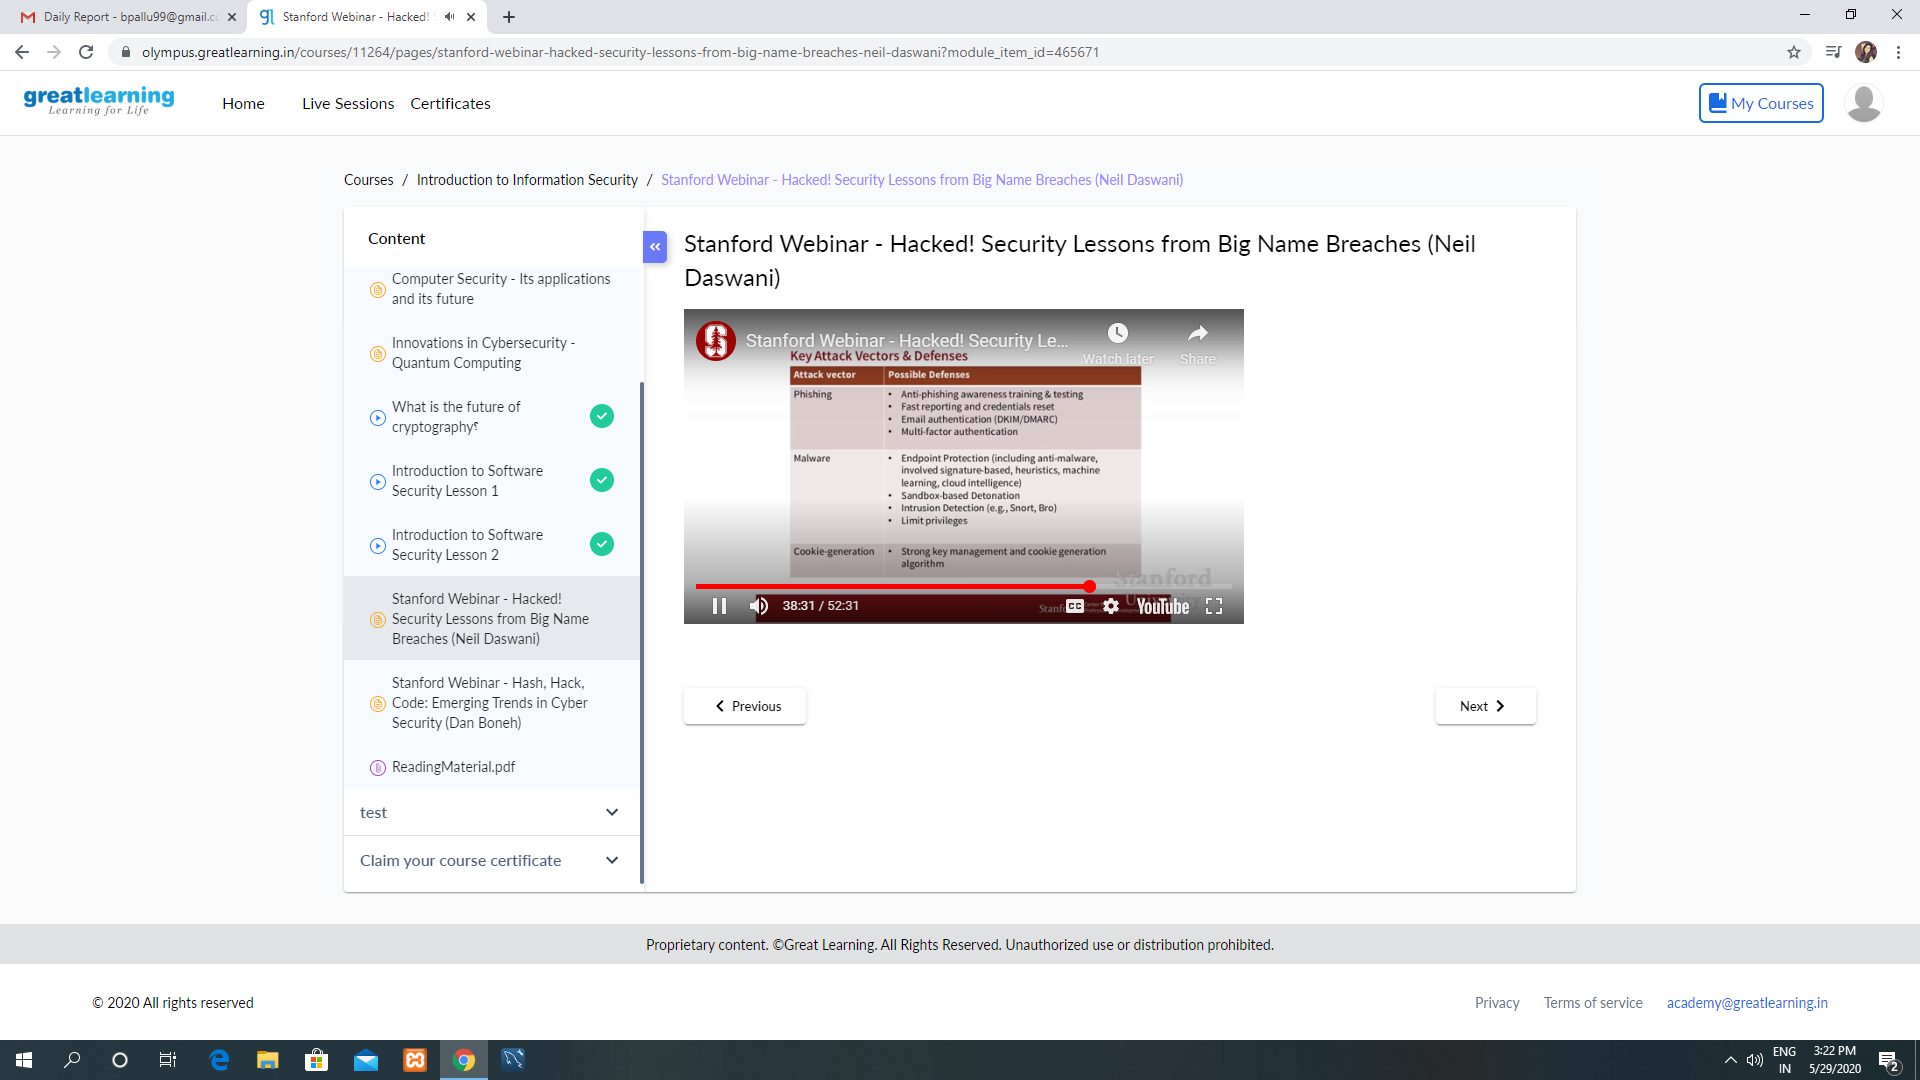 Daily Report - bpallu99@gmail.c
Stanford Webinar - Hacked!
olympus.greatlearning.in/courses/11264/pages/stanford-webinar-hacked-security-lessons-from-big-name-breaches-neil-daswani?module_item_id=465671
greatlearning
Learning for Life
Home
Live Sessions
Certificates
My Courses
Courses / Introduction to Information Security / Stanford Webinar - Hacked! Security Lessons from Big Name Breaches (Neil Daswani)
Content
Computer Security - Its applications
and its future
Innovations in Cybersecurity -
Quantum Computing
What is the future of
cryptography?
Introduction to Software
Security Lesson 1
Introduction to Software
Security Lesson 2
Stanford Webinar - Hacked!
Security Lessons from Big Name
Breaches (Neil Daswani)
Stanford Webinar - Hash, Hack,
Code: Emerging Trends in Cyber
Security (Dan Boneh)
ReadingMaterial.pdf
test
Claim your course certificate
Stanford Webinar - Hacked! Security Lessons from Big Name Breaches (Neil
Daswani)
S
Stanford Webinar - Hacked! Security Le...
Watch later
Share
Key Attack Vectors & Defenses
Attack vector
Possible Defenses
Phishing
• Anti-phishing awareness training & testing
• Fast reporting and credentials reset
• Email authentication (DKIM/DMARC)
• Multi-factor authentication
Malware
• Endpoint Protection (including anti-malware,
involved signature-based, heuristics, machine
learning, cloud intelligence)
• Sandbox-based Detonation
• Intrusion Detection (e.g., Snort, Bro)
• Limit privileges
Cookie-generation
• Strong key management and cookie generation
algorithm
Stanford
38:31 / 52:31
CC
YouTube
Previous
Next
Proprietary content. ©Great Learning. All Rights Reserved. Unauthorized use or distribution prohibited.
© 2020 All rights reserved
Privacy
Terms of service
academy@greatlearning.in
ENG
IN
3:22 PM
5/29/2020
2